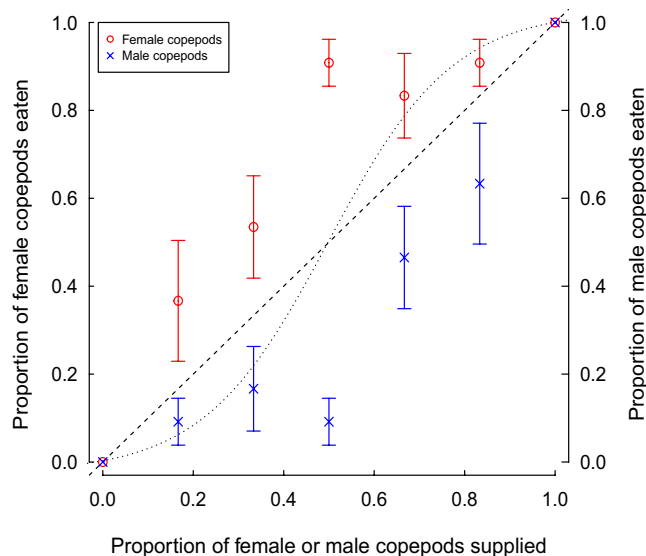 Female copepods
Male copepods
Proportion of female copepods eaten
1.0
0.8
0.6
0.4
0.2
0.0
1.0
0.8
0.6
0.4
0.2
0.0
Proportion of male copepods eaten
0.0 0.2 0.4 0.6 0.8 1.0
Proportion of female or male copepods supplied